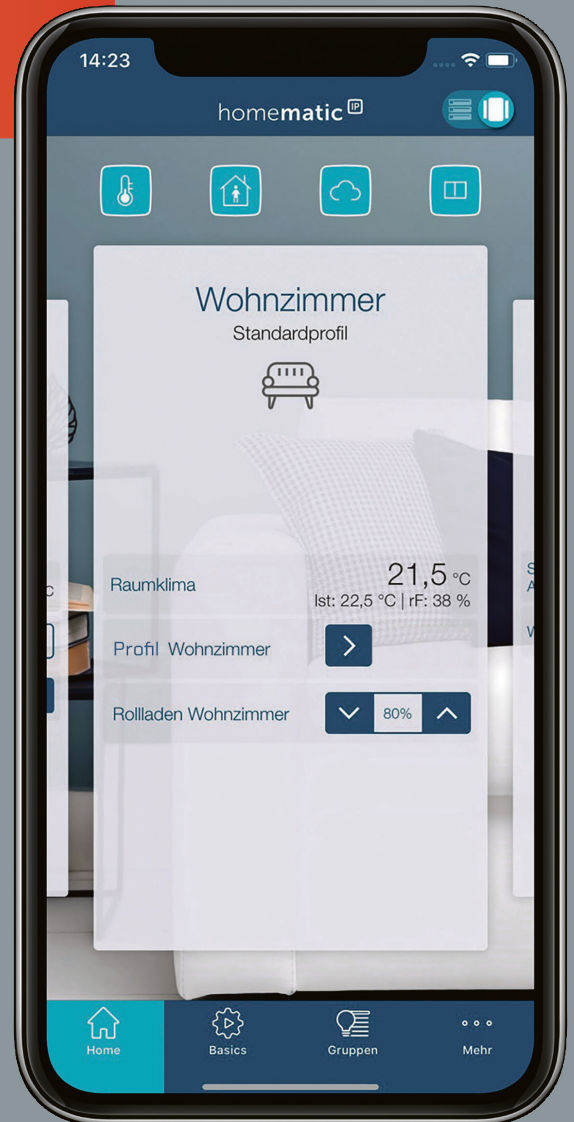 14:23
homematic IP
Wohnzimmer
Standardprofil
Raumklima
21,5 °C
Ist: 22,5 °C | rF: 38 %
Profil Wohnzimmer
Rollladen Wohnzimmer
80%
C
S
A
W
Home
Basics
Gruppen
Mehr